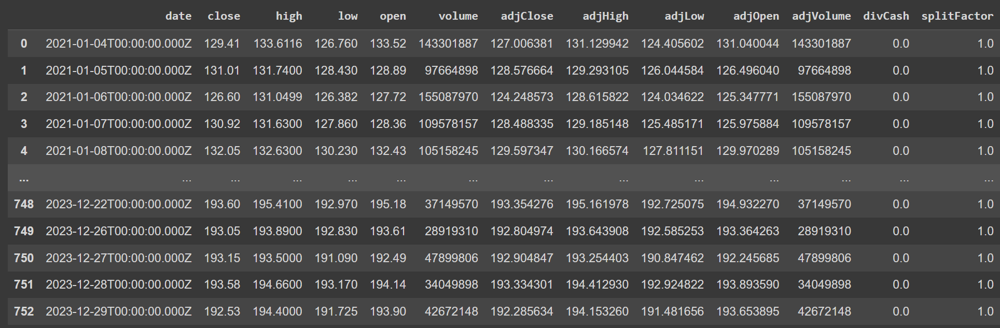 date close high low open volume adjClose adjHigh adjLow adjOpen adjVolume divCash splitFactor
0 2021-01-04T00:00:00.000Z 129.41 133.6116 126.760 133.52 143301887 127.006381 131.129942 124.405602 131.040044 143301887 0.0 1.0
1 2021-01-05T00:00:00.000Z 131.01 131.7400 128.430 128.89 97664898 128.576664 129.293105 126.044584 126.496040 97664898 0.0 1.0
2 2021-01-06T00:00:00.000Z 126.60 131.0499 126.382 127.72 155087970 124.248573 128.615822 124.034622 125.347771 155087970 0.0 1.0
3 2021-01-07T00:00:00.000Z 130.92 131.6300 127.860 128.36 109578157 128.488335 129.185148 125.485171 125.975884 109578157 0.0 1.0
4 2021-01-08T00:00:00.000Z 132.05 132.6300 130.230 132.43 105158245 129.597347 130.166574 127.811151 129.970289 105158245 0.0 1.0
... ... ... ... ... ... ... ... ... ... ... ... ... ...
748 2023-12-22T00:00:00.000Z 193.60 195.4100 192.970 195.18 37149570 193.354276 195.161978 192.725075 194.932270 37149570 0.0 1.0
749 2023-12-26T00:00:00.000Z 193.05 193.8900 192.830 193.61 28919310 192.804974 193.643908 192.585253 193.364263 28919310 0.0 1.0
750 2023-12-27T00:00:00.000Z 193.15 193.5000 191.090 192.49 47899806 192.904847 193.254403 190.847462 192.245685 47899806 0.0 1.0
751 2023-12-28T00:00:00.000Z 193.58 194.6600 193.170 194.14 34049898 193.334301 194.412930 192.924822 193.893590 34049898 0.0 1.0
752 2023-12-29T00:00:00.000Z 192.53 194.4000 191.725 193.90 42672148 192.285634 194.153260 191.481656 193.653895 42672148 0.0 1.0